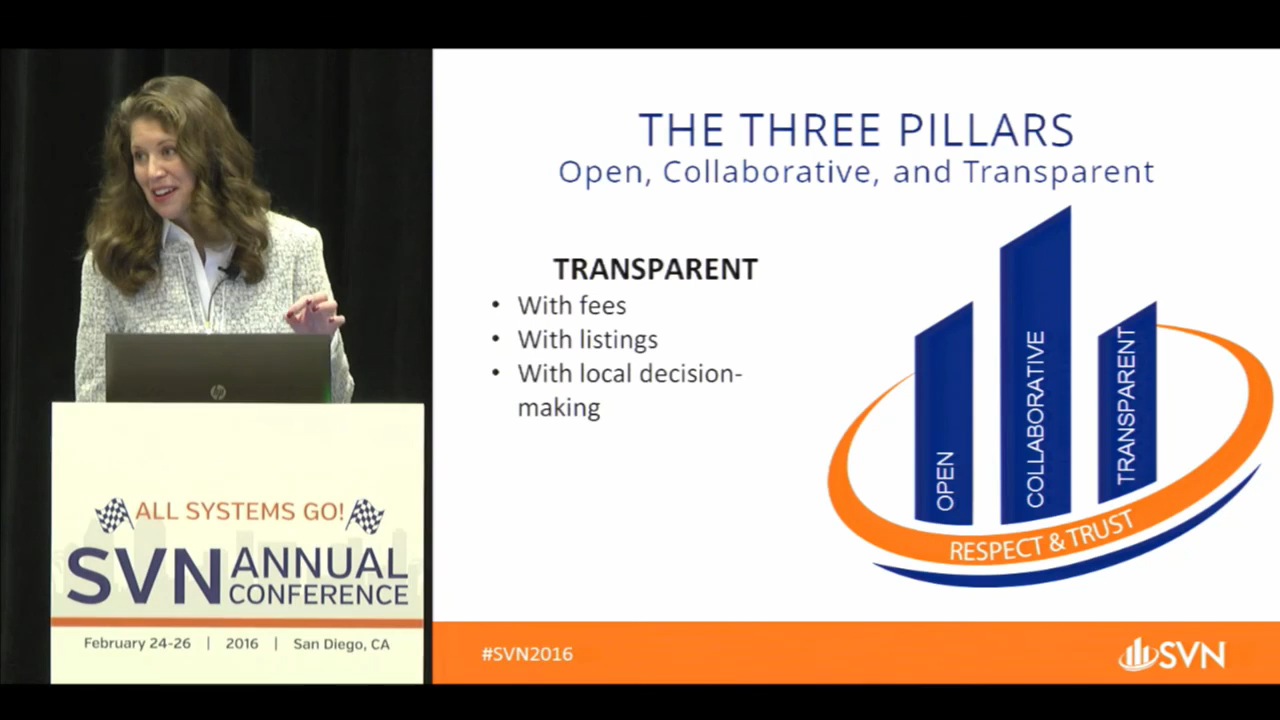 THE THREE PILLARS
Open, Collaborative, and Transparent
TRANSPARENT
• With fees
• With listings
• With local decision-
making
OPEN
COLLABORATIVE
TRANSPARENT
RESPECT & TRUST
#SVN2016
SVN
hp
ALL SYSTEMS GO!
SVN ANNUAL
CONFERENCE
February 24-26 | 2016 | San Diego, CA